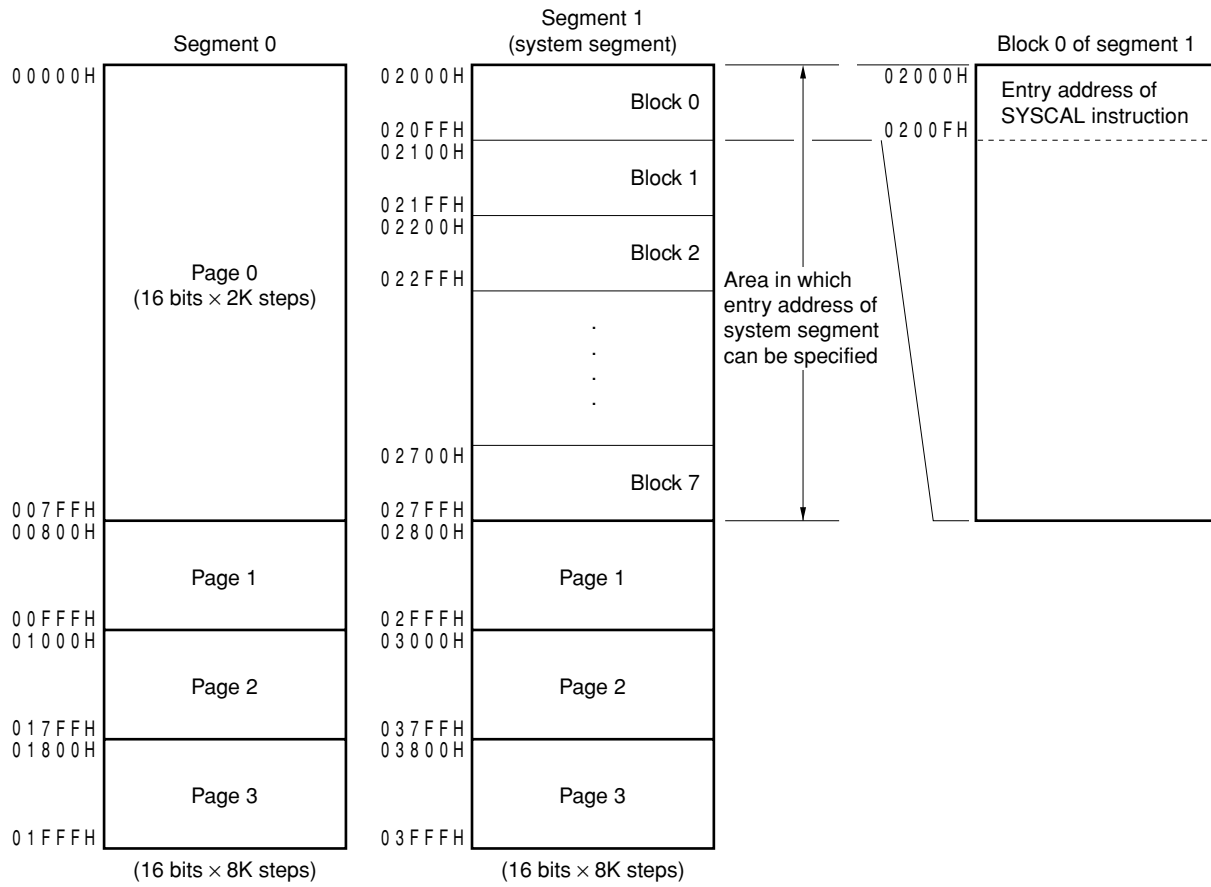 Segment 0
00000H
Page 0
(16 bits × 2K steps)
007FFH
00800H
Page 1
00FFFH
01000H
Page 2
017FFH
01800H
Page 3
01FFFH
(16 bits × 8K steps)
Segment 1
(system segment)
02000H
Block 0
020FFH
02100H
Block 1
021FFH
02200H
Block 2
022FFH
.
.
.
.
02700H
Block 7
027FFH
02800H
Page 1
02FFFH
03000H
Page 2
037FFH
03800H
Page 3
03FFFH
(16 bits × 8K steps)
Area in which
entry address of
system segment
can be specified
Block 0 of segment 1
02000H
Entry address of
SYSCAL instruction
0200FH